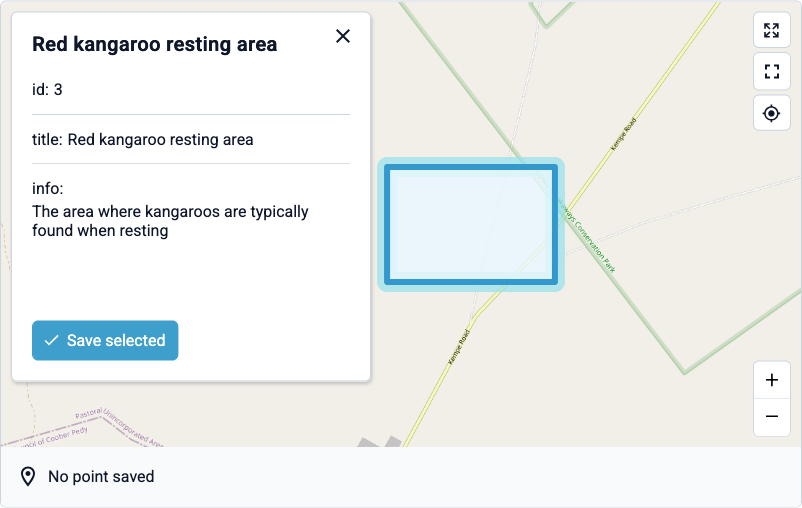 Red kangaroo resting area
id: 3
title: Red kangaroo resting area
info:
The area where kangaroos are typically
found when resting
Save selected
Kempe Road
Conservation Park
Kempe Road
Pastoral Unincorporated Area
of Coober Pedy
No point saved